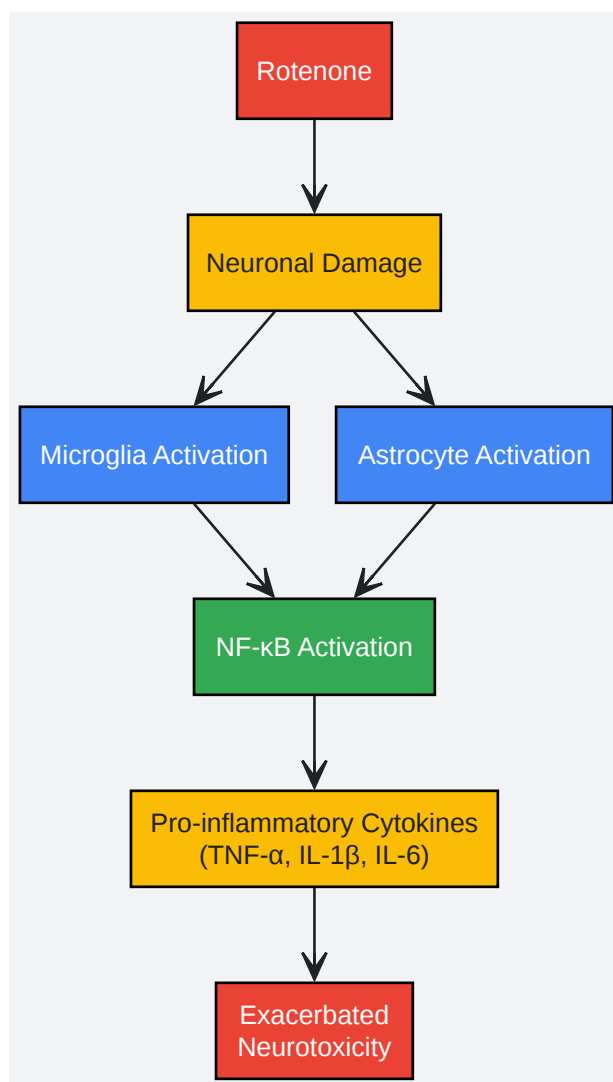 Rotenone
Neuronal Damage
Microglia Activation
Astrocyte Activation
NF-κB Activation
Pro-inflammatory Cytokines
(TNF-α, IL-1β, IL-6)
Exacerbated
Neurotoxicity